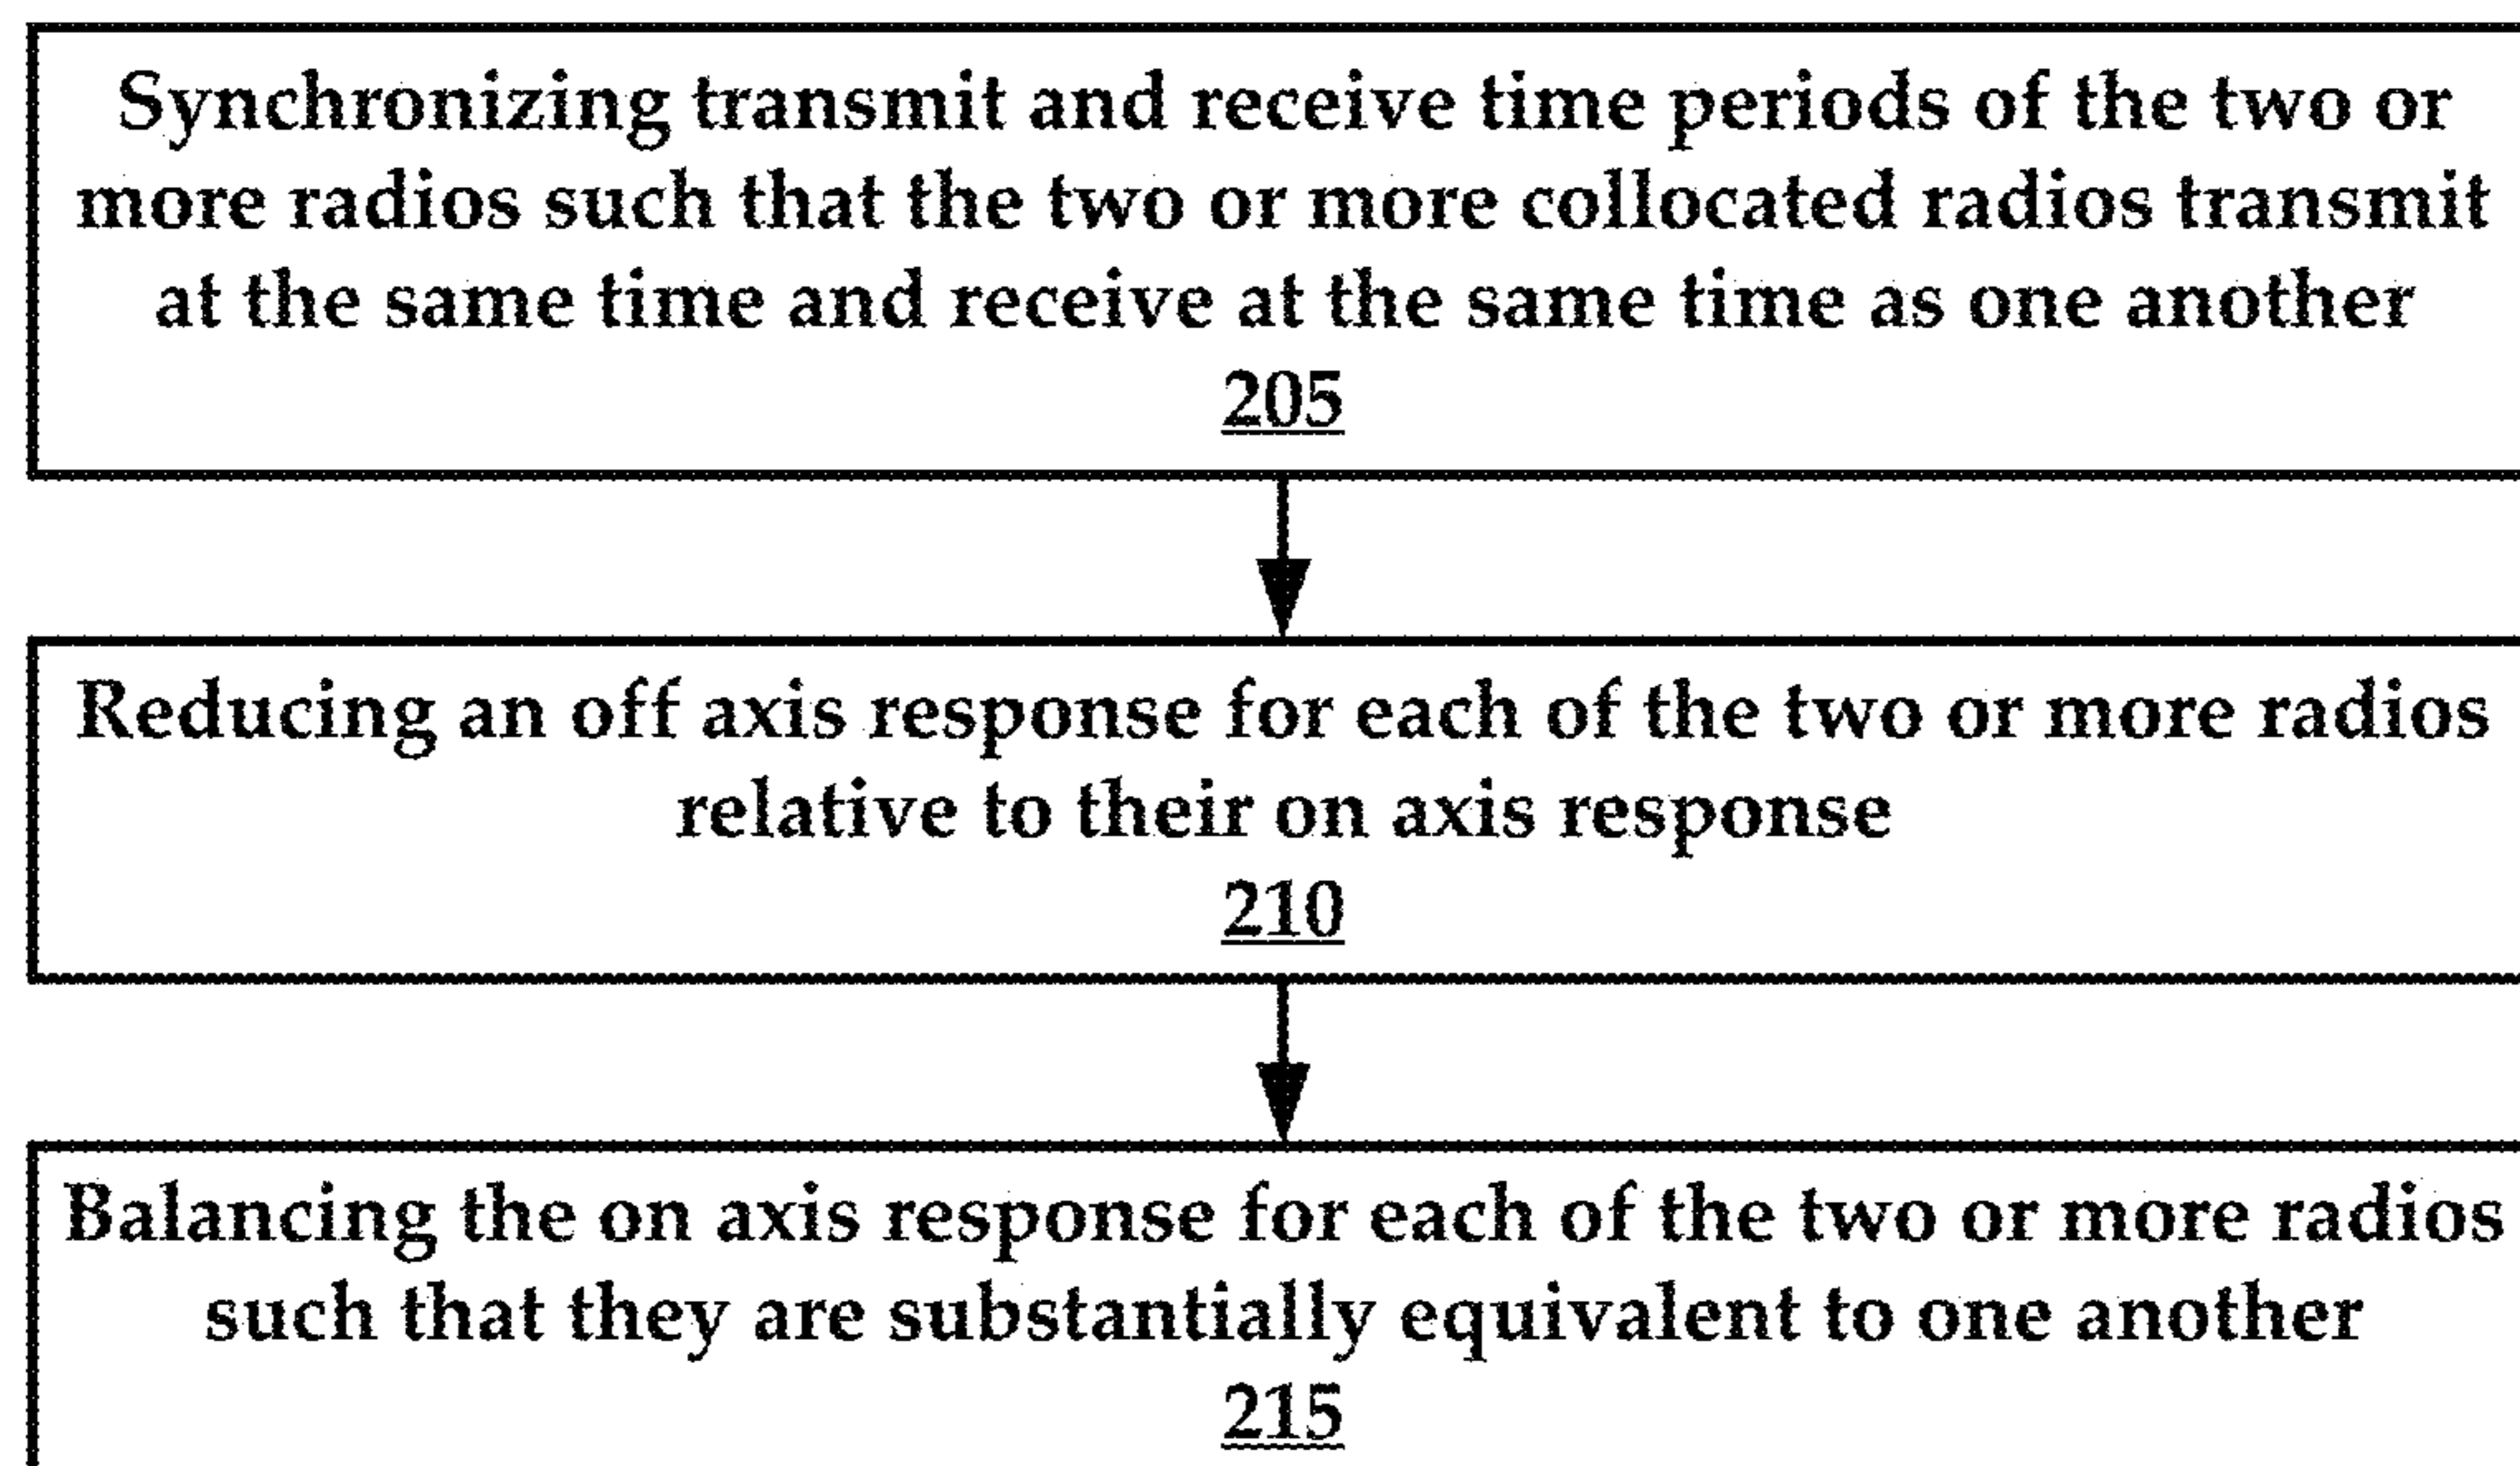 Synchronizing transmit and receive time periods of the two or
more radios such that the two or more collocated radios transmit
at the same time and receive at the same time as one another
205
Reducing an off axis response for each of the two or more radios
relative to their on axis response
210
Balancing the on axis response for each of the two or more radios
such that they are substantially equivalent to one another
215